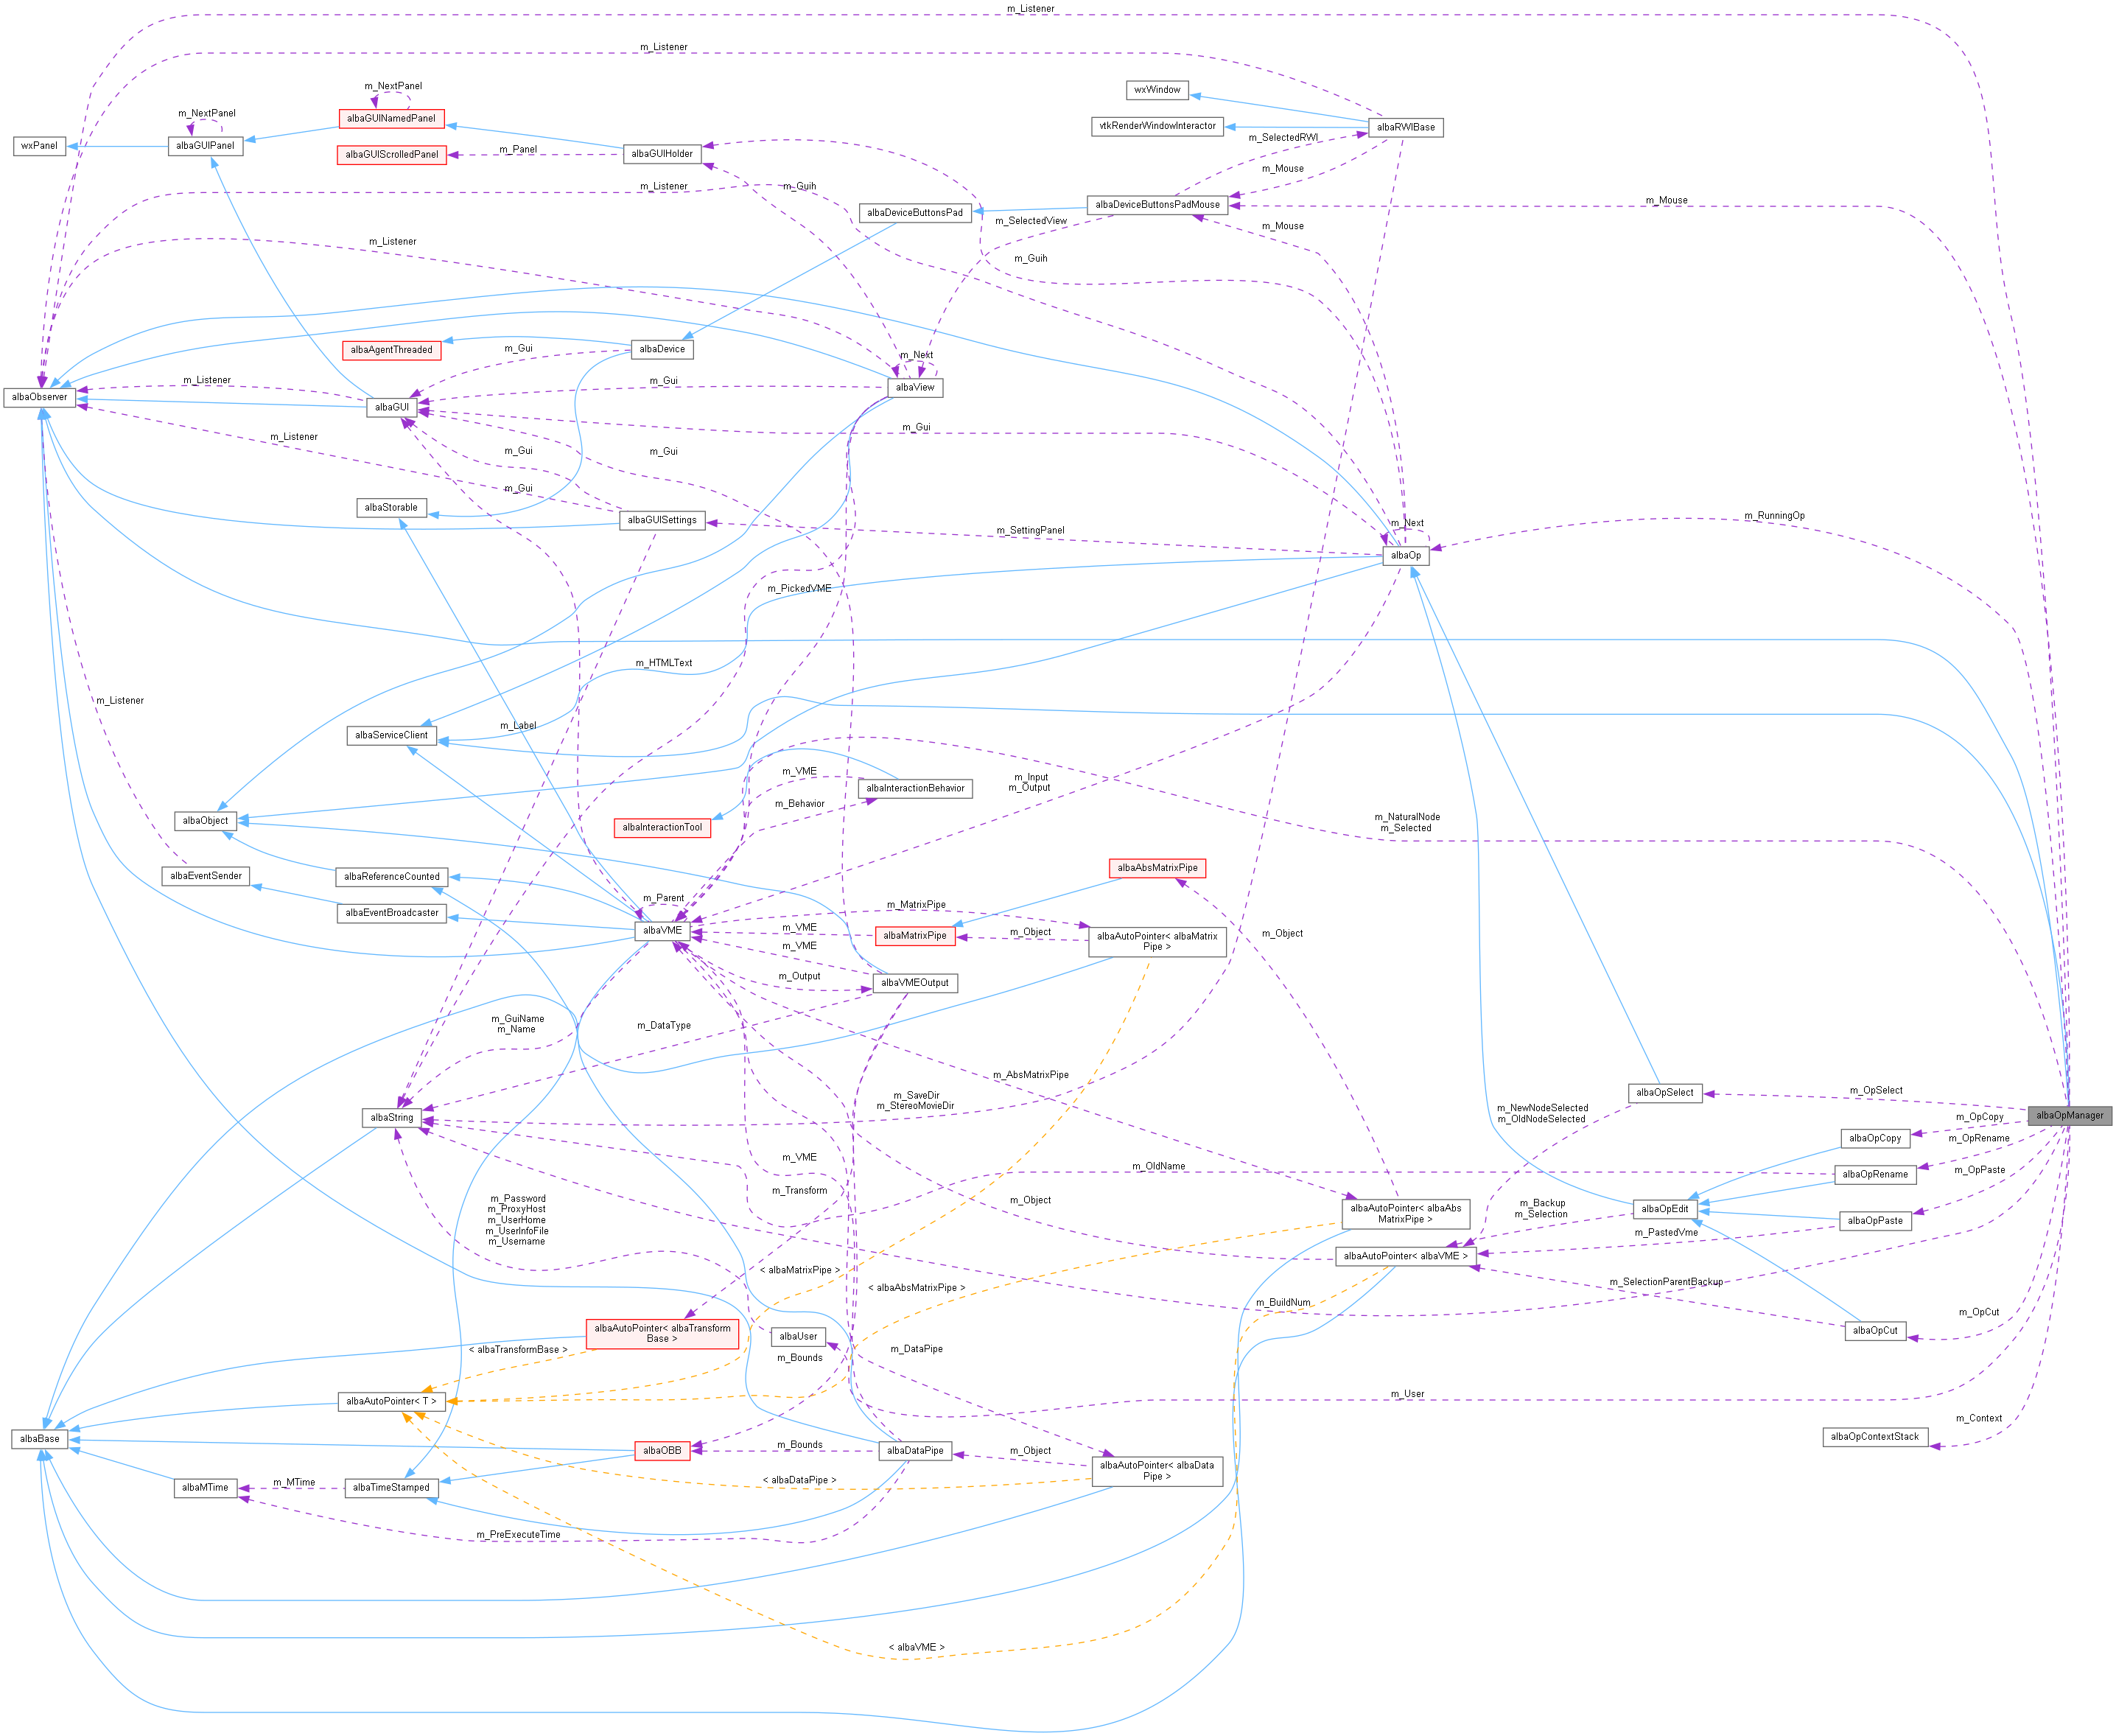 m_Listener
m_Listener
wxWindow
m_NextPanel
m_NextPanel
albaGUINamedPanel
vtkRenderWindowInteractor
albaRWIBase
m_SelectedRWI
wxPanel
albaGUIPanel
albaGUIScrolledPanel
m_Panel
albaGUIHolder
m_Mouse
m_Listener
m_Guih
albaDeviceButtonsPad
albaDeviceButtonsPadMouse
m_Mouse
m_SelectedView
m_Mouse
m_Listener
m_Guih
albaAgentThreaded
m_Gui
albaDevice
m_Next
m_Listener
m_Gui
albaView
albaObserver
albaGUI
m_Gui
m_Listener
m_Gui
m_Gui
m_Gui
albaStorable
albaGUISettings
m_SettingPanel
m_Next
m_RunningOp
albaOp
m_PickedVME
m_HTMLText
m_Listener
m_Label
albaServiceClient
m_VME
m_Input
m_Output
albaInteractionBehavior
m_Behavior
albaObject
albaInteractionTool
m_NaturalNode
m_Selected
albaEventSender
albaReferenceCounted
albaAbsMatrixPipe
m_Parent
albaEventBroadcaster
m_MatrixPipe
albaVME
m_VME
albaMatrixPipe
m_Object
albaAutoPointer< albaMatrix
Pipe >
m_Object
m_VME
m_Output
albaVMEOutput
m_GuiName
m_Name
m_DataType
m_AbsMatrixPipe
albaOpSelect
m_OpSelect
m_SaveDir
m_StereoMovieDir
m_NewNodeSelected
m_OldNodeSelected
albaOpManager
albaString
m_OpCopy
albaOpCopy
m_OpRename
m_VME
m_OldName
albaOpRename
m_OpPaste
m_Transform
m_Object
albaAutoPointer< albaAbs
MatrixPipe >
m_Backup
m_Selection
albaOpEdit
albaOpPaste
m_Password
m_ProxyHost
m_UserHome
m_UserInfoFile
m_Username
m_PastedVme
albaAutoPointer< albaVME >
< albaMatrixPipe >
< albaAbsMatrixPipe >
m_SelectionParentBackup
m_BuildNum
m_OpCut
albaAutoPointer< albaTransform
Base >
albaUser
albaOpCut
< albaTransformBase >
m_Bounds
m_DataPipe
albaAutoPointer< T >
m_User
m_Context
albaBase
albaOpContextStack
albaOBB
m_Bounds
albaDataPipe
m_Object
albaAutoPointer< albaData
Pipe >
albaMTime
m_MTime
albaTimeStamped
< albaDataPipe >
m_PreExecuteTime
< albaVME >